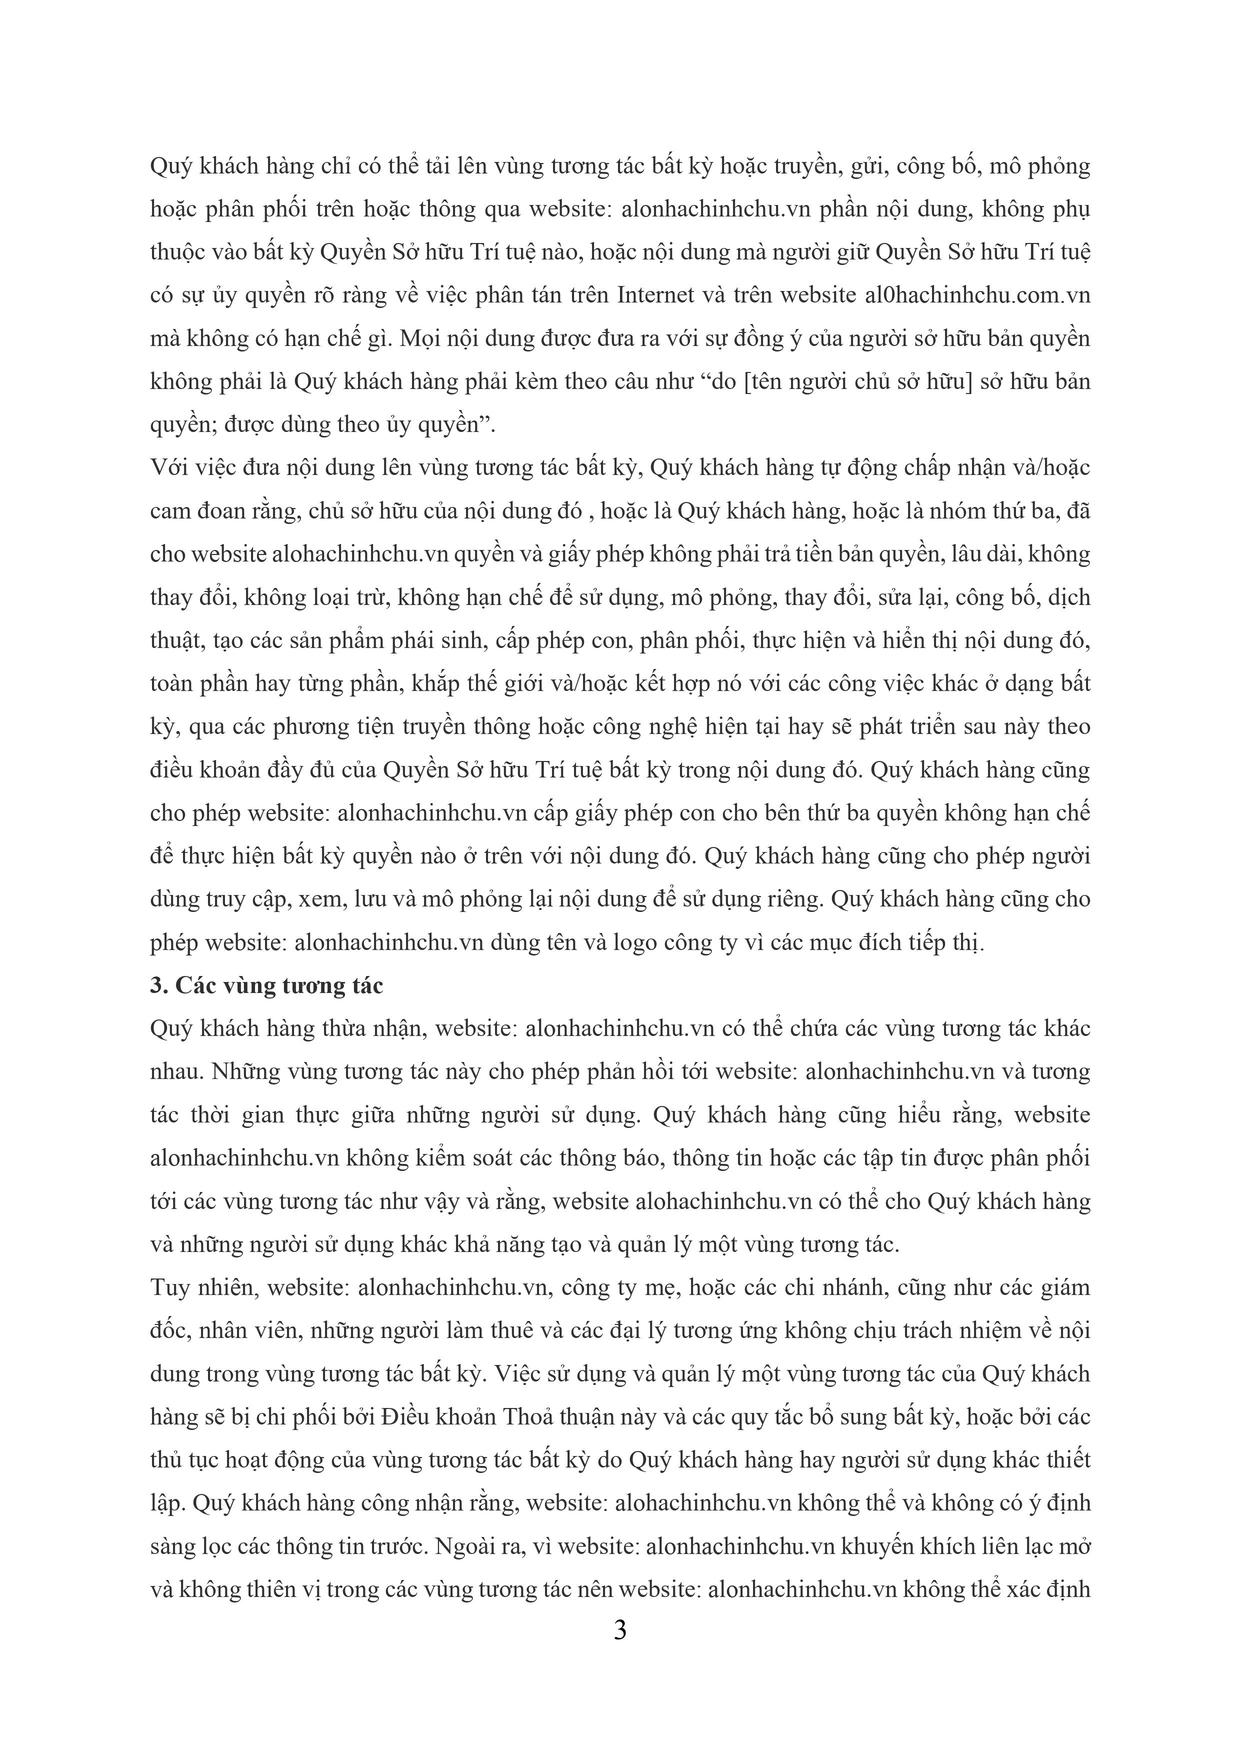 Quý khách hàng chỉ có thể tải lên vùng tương tác bất kỳ hoặc truyền, gửi, công bố, mô phỏng
hoặc phân phối trên hoặc thông qua website: alonhachinhchu.vn phần nội dung, không phụ
thuộc vào bất kỳ Quyền Sở hữu Trí tuệ nào, hoặc nội dung mà người giữ Quyền Sở hữu Trí tuệ
có sự ủy quyền rõ ràng về việc phân tán trên Internet và trên website al0hachinhchu.com.vn
mà không có hạn chế gì. Mọi nội dung được đưa ra với sự đồng ý của người sở hữu bản quyền
không phải là Quý khách hàng phải kèm theo câu như “do [tên người chủ sở hữu] sở hữu bản
quyền; được dùng theo ủy quyền”.
Với việc đưa nội dung lên vùng tương tác bất kỳ, Quý khách hàng tự động chấp nhận và/hoặc
cam đoan rằng, chủ sở hữu của nội dung đó , hoặc là Quý khách hàng, hoặc là nhóm thứ ba, đã
cho website alohachinhchu.vn quyền và giấy phép không phải trả tiền bản quyền, lâu dài, không
thay đổi, không loại trừ, không hạn chế để sử dụng, mô phỏng, thay đổi, sửa lại, công bố, dịch
thuật, tạo các sản phẩm phái sinh, cấp phép con, phân phối, thực hiện và hiển thị nội dung đó,
toàn phần hay từng phần, khắp thế giới và/hoặc kết hợp nó với các công việc khác ở dạng bất
kỳ, qua các phương tiện truyền thông hoặc công nghệ hiện tại hay sẽ phát triển sau này theo
điều khoản đầy đủ của Quyền Sở hữu Trí tuệ bất kỳ trong nội dung đó. Quý khách hàng cũng
cho phép website: alonhachinhchu.vn cấp giấy phép con cho bên thứ ba quyền không hạn chế
để thực hiện bất kỳ quyền nào ở trên với nội dung đó. Quý khách hàng cũng cho phép người
dùng truy cập, xem, lưu và mô phỏng lại nội dung để sử dụng riêng. Quý khách hàng cũng cho
phép website: alonhachinhchu.vn dùng tên và logo công ty vì các mục đích tiếp thị.
3. Các vùng tương tác
Quý khách hàng thừa nhận, website: alonhachinhchu.vn có thể chứa các vùng tương tác khác
nhau. Những vùng tương tác này cho phép phản hồi tới website: alonhachinhchu.vn và tương
tác thời gian thực giữa những người sử dụng. Quý khách hàng cũng hiểu rằng, website
alonhachinhchu.vn không kiểm soát các thông báo, thông tin hoặc các tập tin được phân phối
tới các vùng tương tác như vậy và rằng, website alohachinhchu.vn có thể cho Quý khách hàng
và những người sử dụng khác khả năng tạo và quản lý một vùng tương tác.
Tuy nhiên, website: alonhachinhchu.vn, công ty mẹ, hoặc các chi nhánh, cũng như các giám
đốc, nhân viên, những người làm thuê và các đại lý tương ứng không chịu trách nhiệm về nội
dung trong vùng tương tác bất kỳ. Việc sử dụng và quản lý một vùng tương tác của Quý khách
hàng sẽ bị chi phối bởi Điều khoản Thoả thuận này và các quy tắc bổ sung bất kỳ, hoặc bởi các
thủ tục hoạt động của vùng tương tác bất kỳ do Quý khách hàng hay người sử dụng khác thiết
lập. Quý khách hàng công nhận rằng, website: alohachinhchu.vn không thể và không có ý định
sàng lọc các thông tin trước. Ngoài ra, vì website: alonhachinhchu.vn khuyến khích liên lạc mở
và không thiên vị trong các vùng tương tác nên website: alonhachinhchu.vn không thể xác định
3